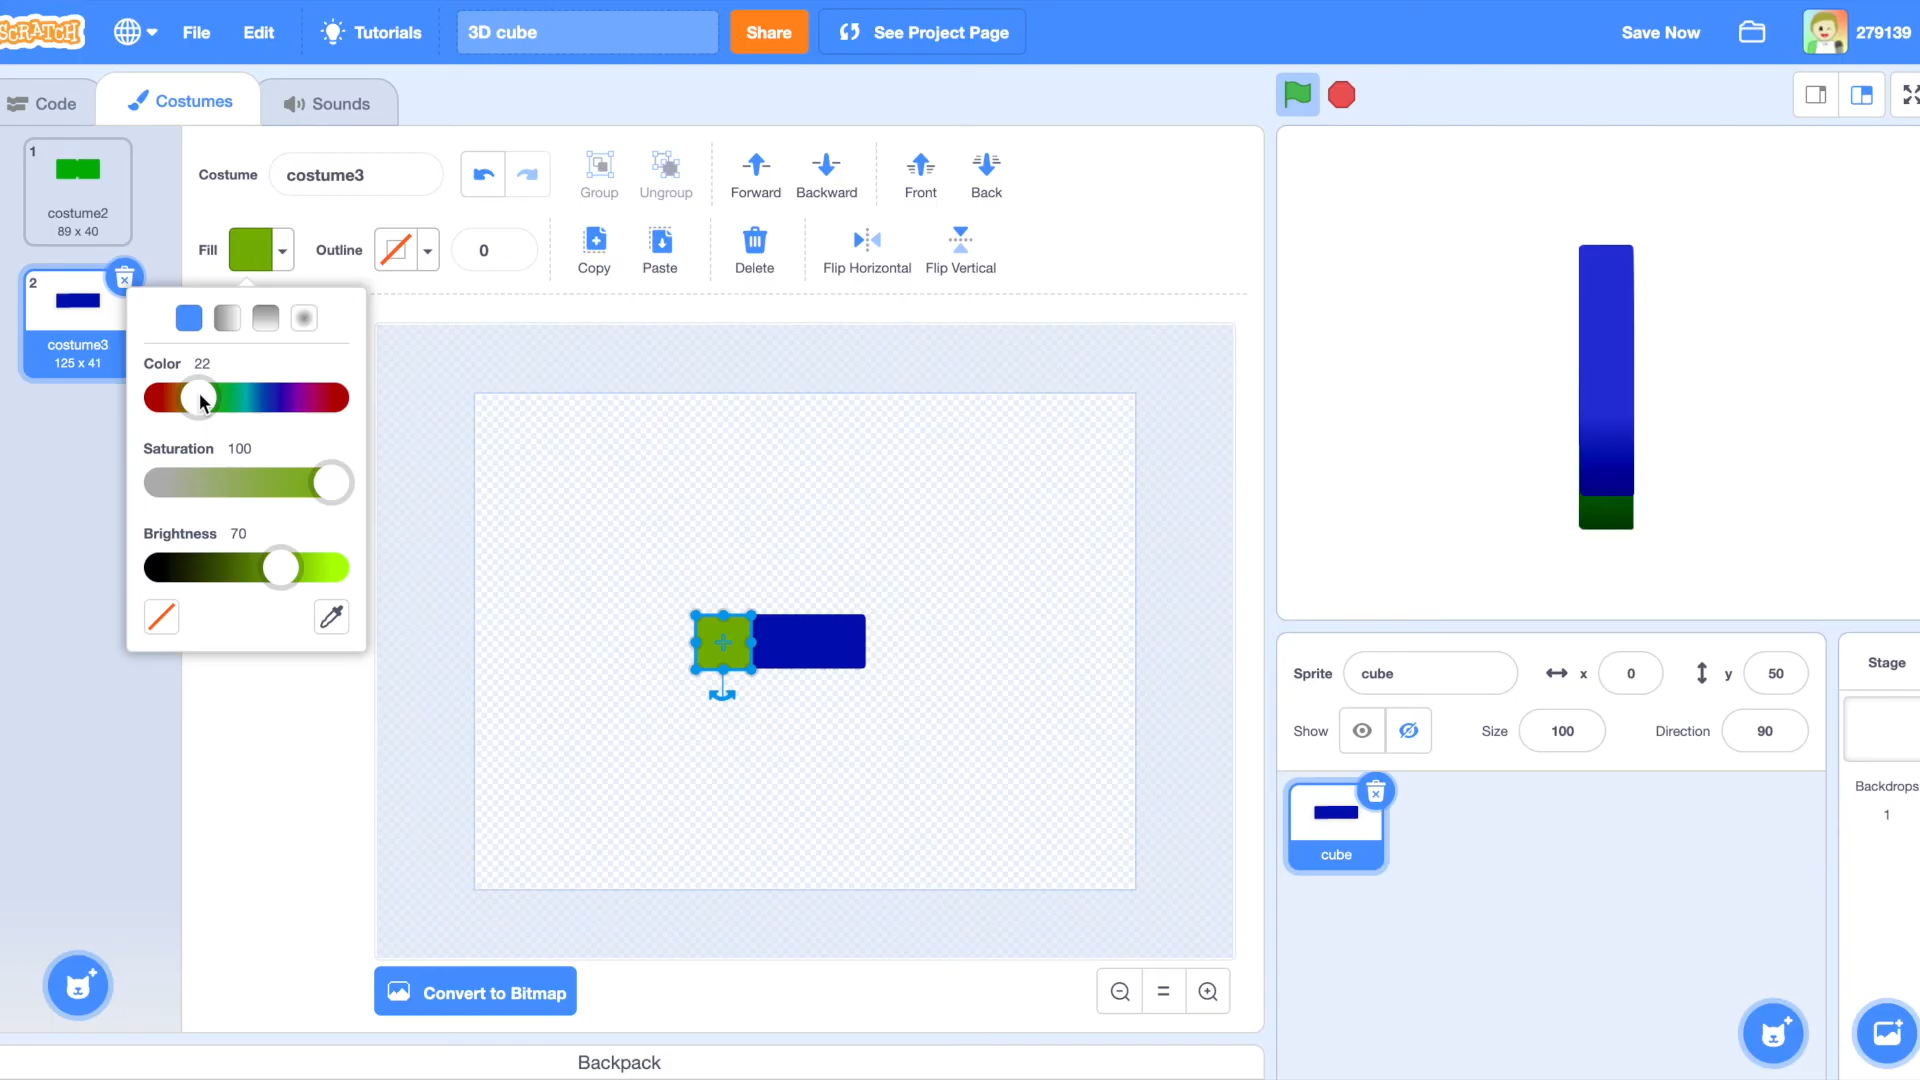 SCRATCH
File
Edit
Tutorials
3D cube
Share
See Project Page
Save Now
279139
Code
Costumes
Sounds
1
costume2
89 x 40
2
costume3
125 x 41
Costume
costume3
Group
Ungroup
Forward
Backward
Front
Back
Fill
Outline
0
Copy
Paste
Delete
Flip Horizontal
Flip Vertical
Color 22
Saturation 100
Brightness 70
Convert to Bitmap
Backpack
Sprite
cube
x
0
y
50
Show
Size
100
Direction
90
cube
Stage
Backdrops
1